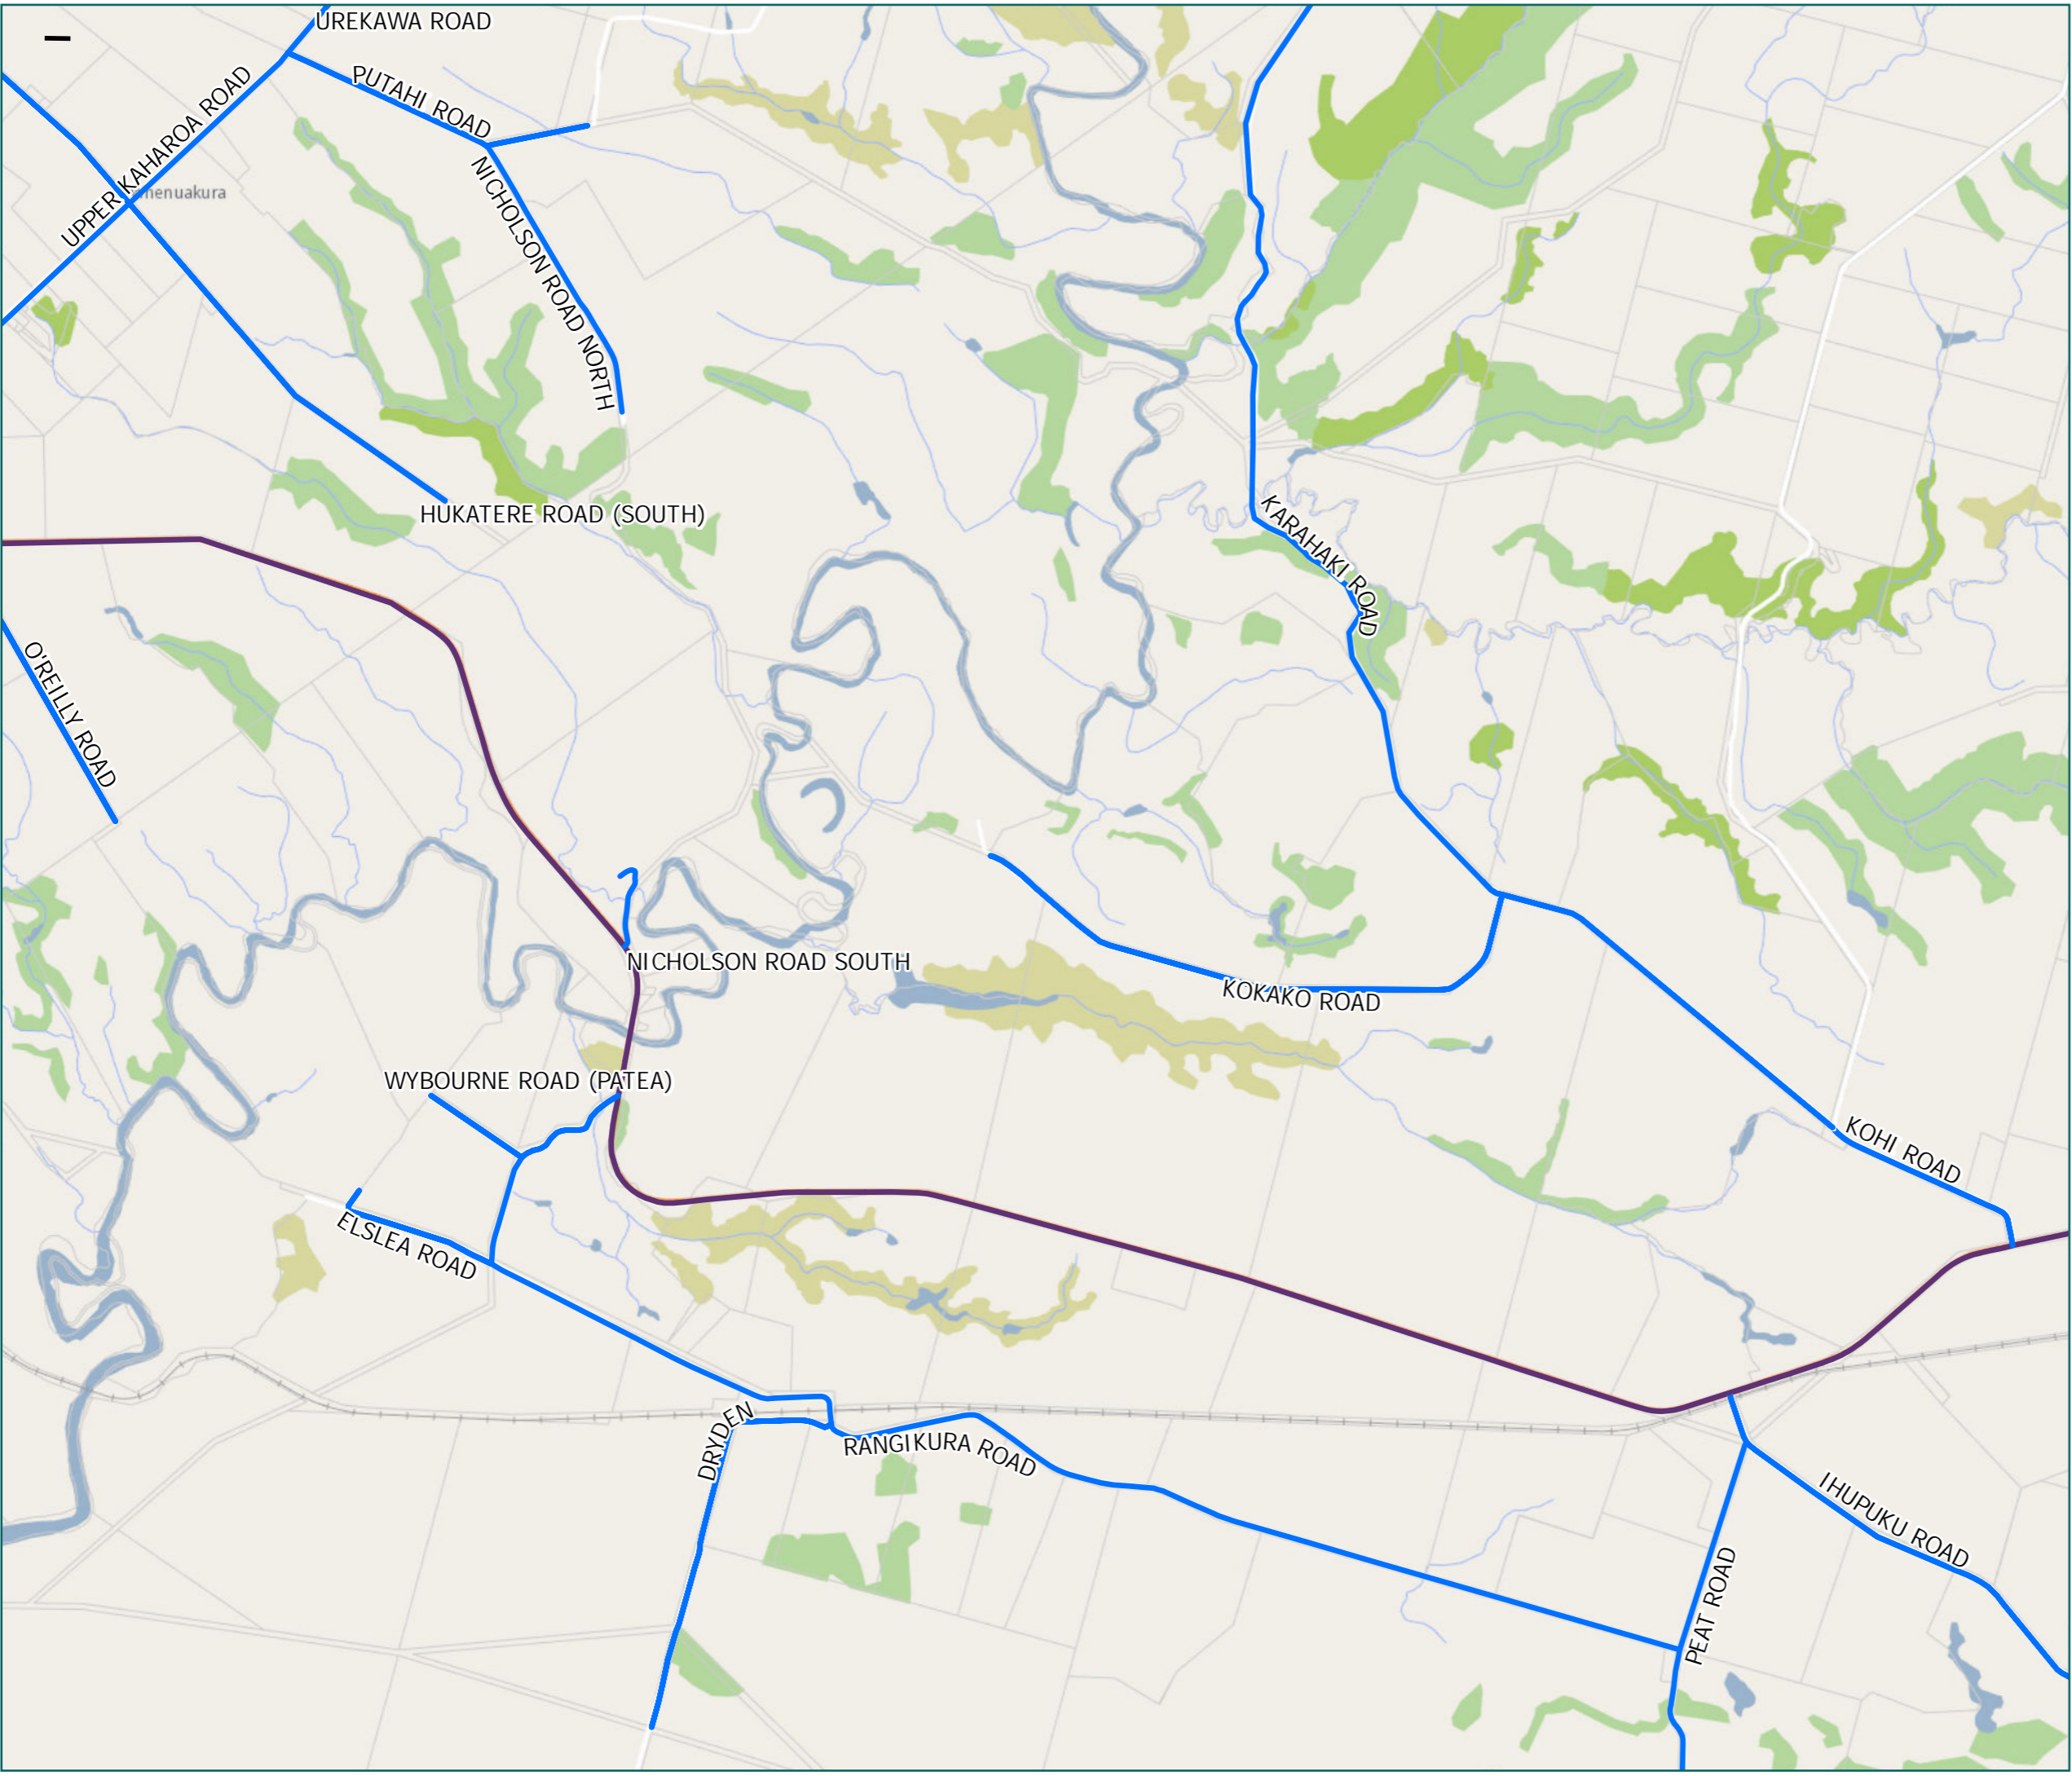 UREKAWA ROAD
PUTAHI ROAD
UPPER KAHAROA ROAD
NICHOLSON ROAD NORTH
HUKATERE ROAD (SOUTH)
KARAHAKI ROAD
O'REILLY ROAD
NICHOLSON ROAD SOUTH
KOKAKO ROAD
WYBOURNE ROAD (PATEA)
KOHI ROAD
ELSLEA ROAD
DRYDEN
RANGIKURA ROAD
IHUPUKU ROAD
PEAT ROAD